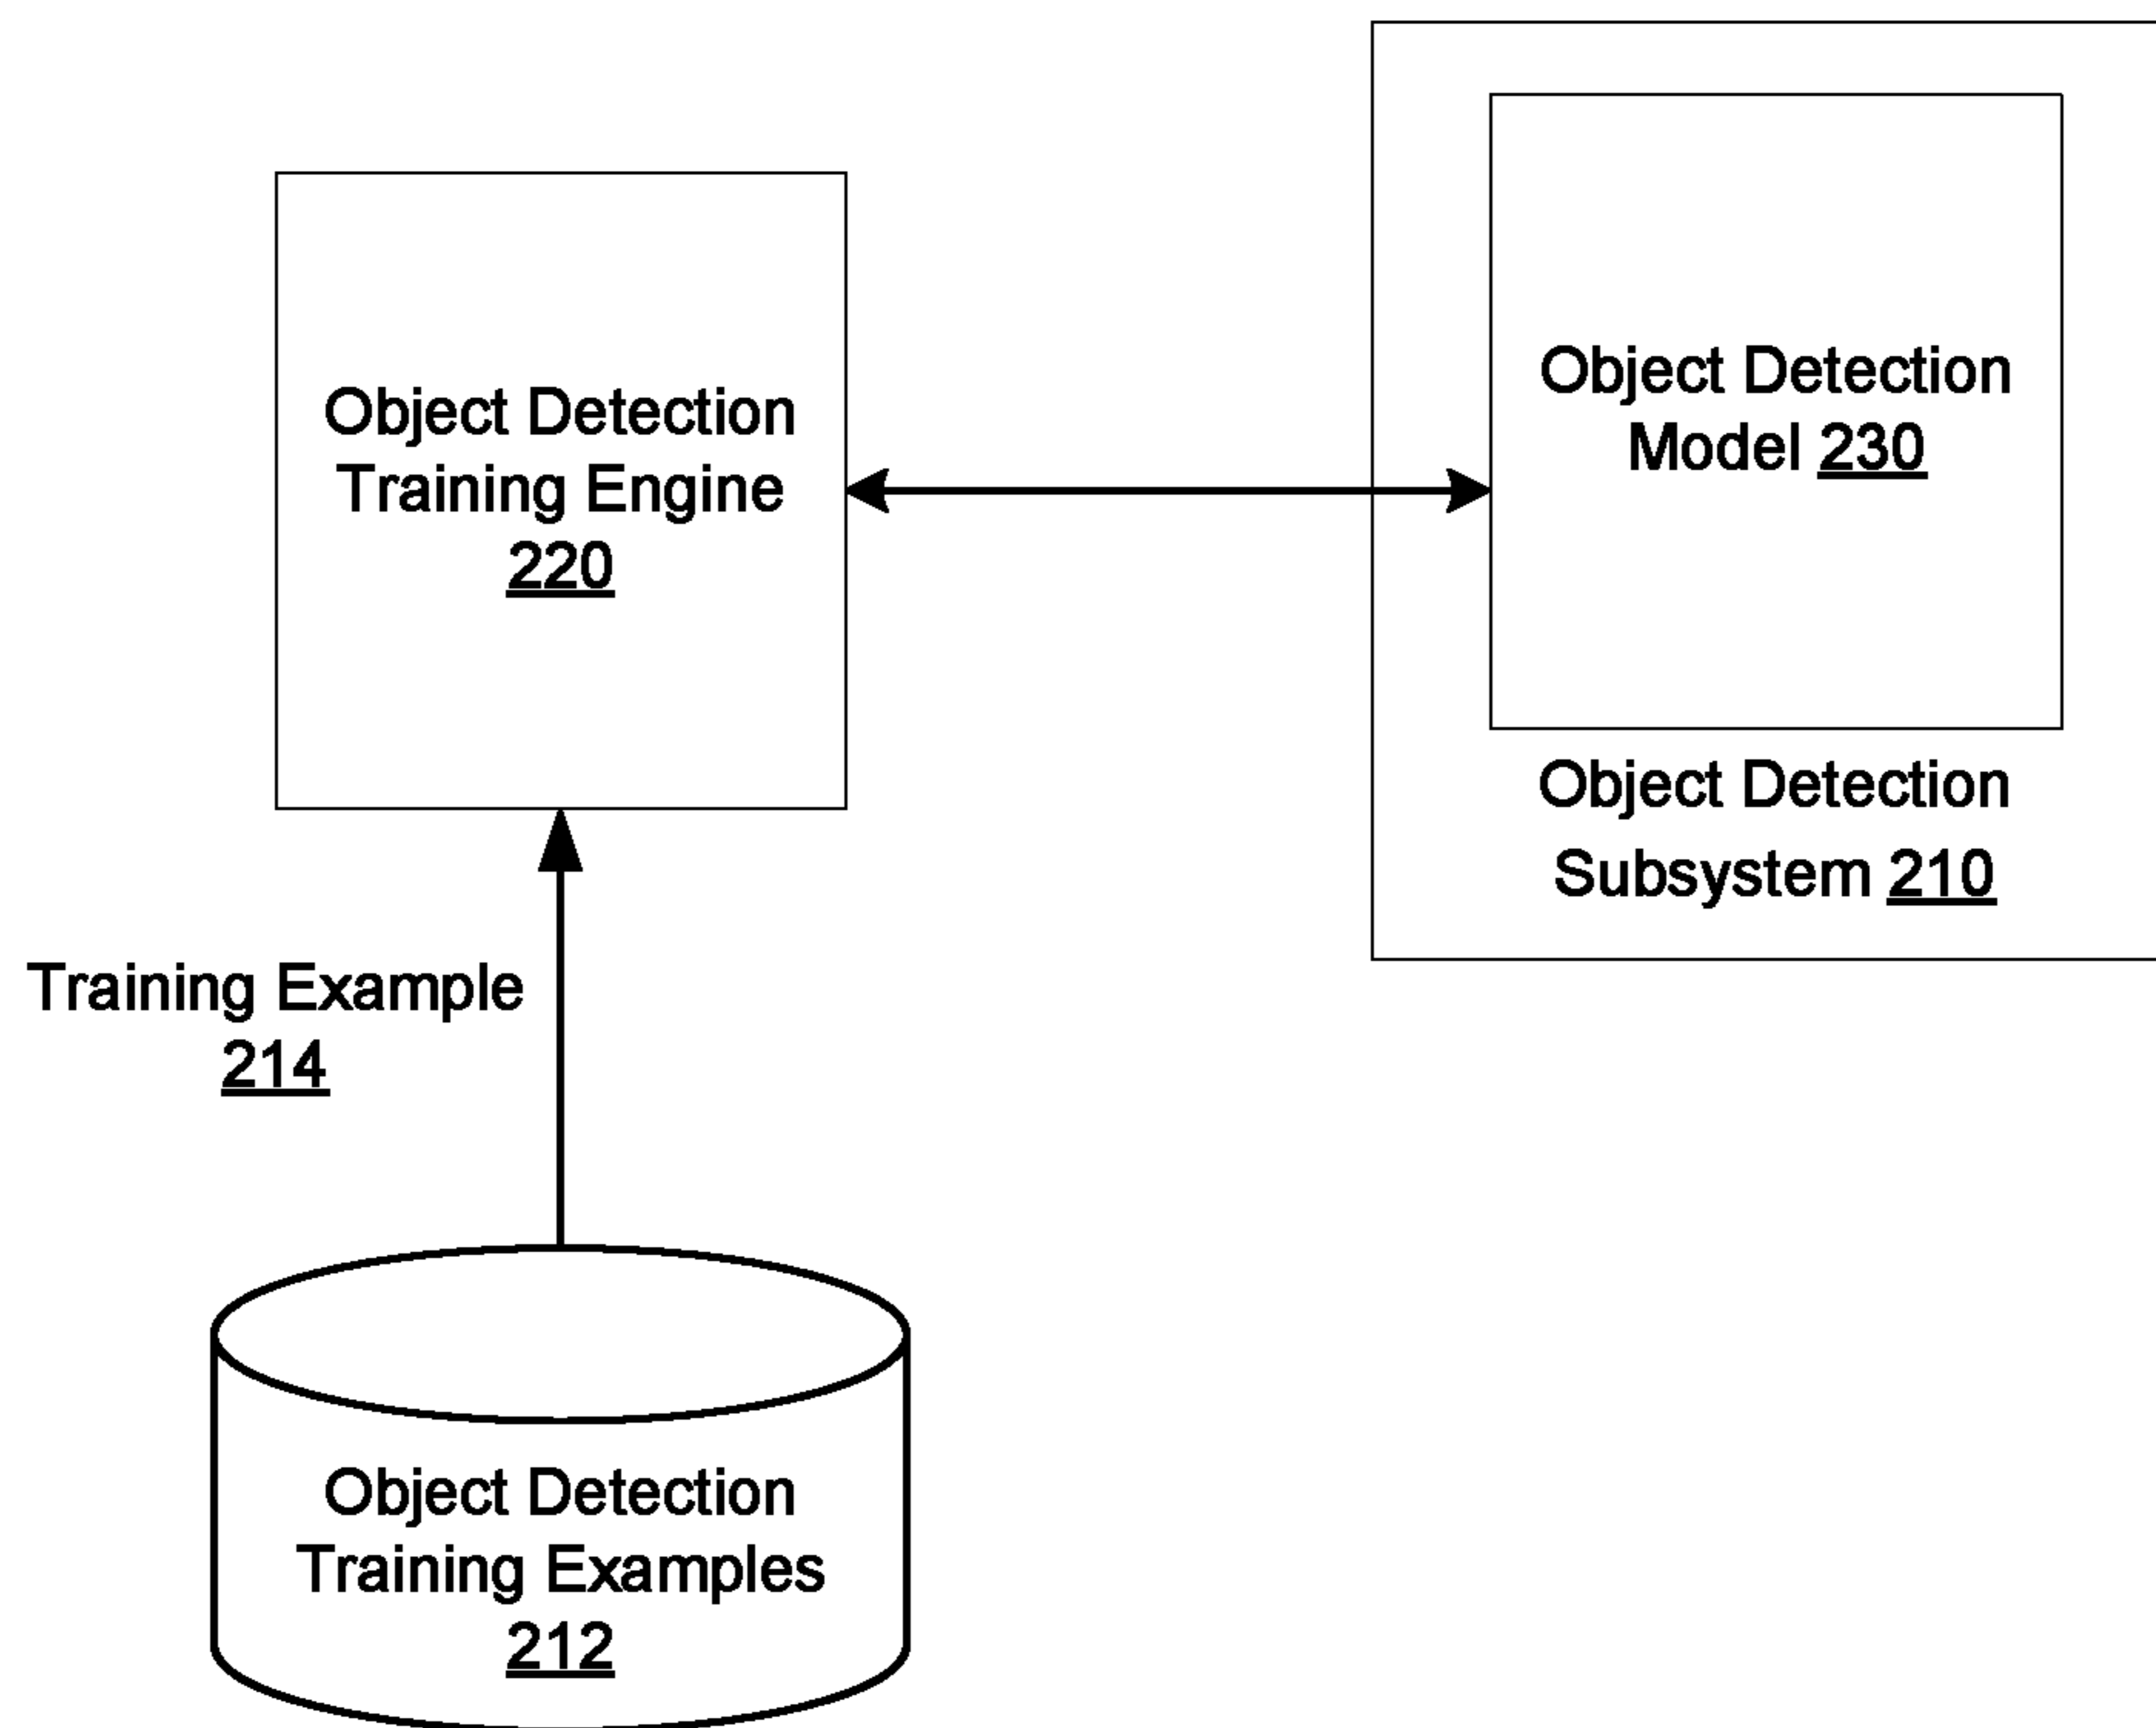 Object Detection
Training Engine
220
Object Detection
Model 230
Object Detection
Subsystem 210
Training Example
214
Object Detection
Training Examples
212